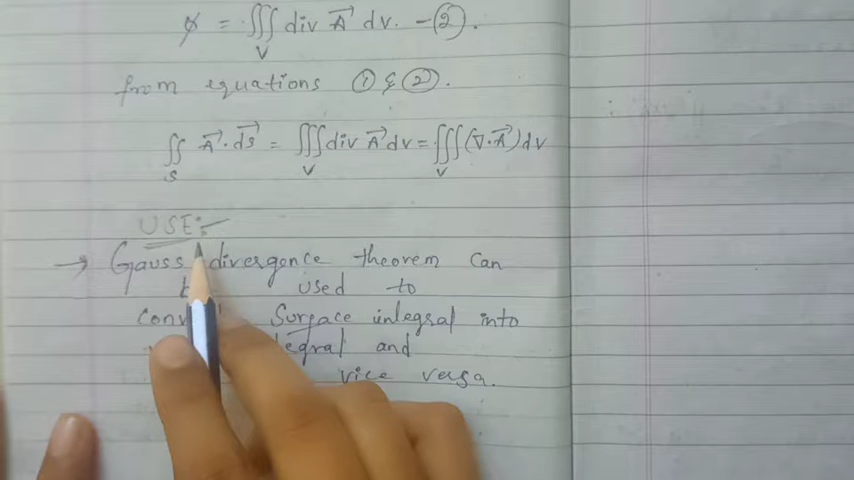 φ = ∭ div A⃗ dv. - ②.
V
from equations ① & ②.
∬ A⃗ . ds⃗ = ∭ div A⃗ dv = ∭ (∇.A⃗) dv
S V V
USE:-
→ Gauss divergence theorem can
used to
Surface integral into
and
vice versa.